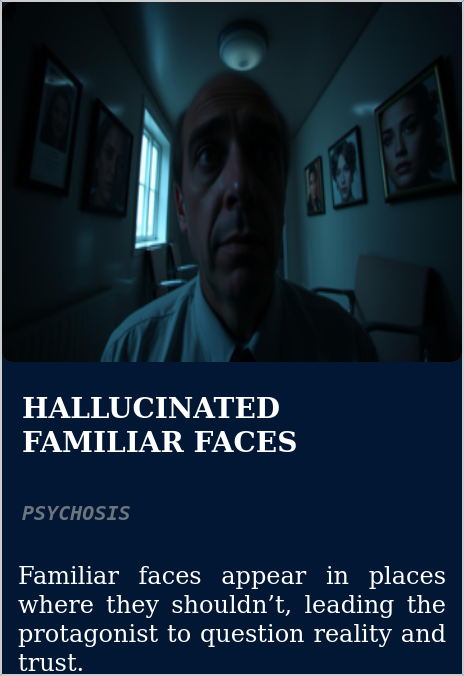 HALLUCINATED
FAMILIAR FACES
PSYCHOSIS
Familiar faces appear in places
where they shouldn’t, leading the
protagonist to question reality and
trust.